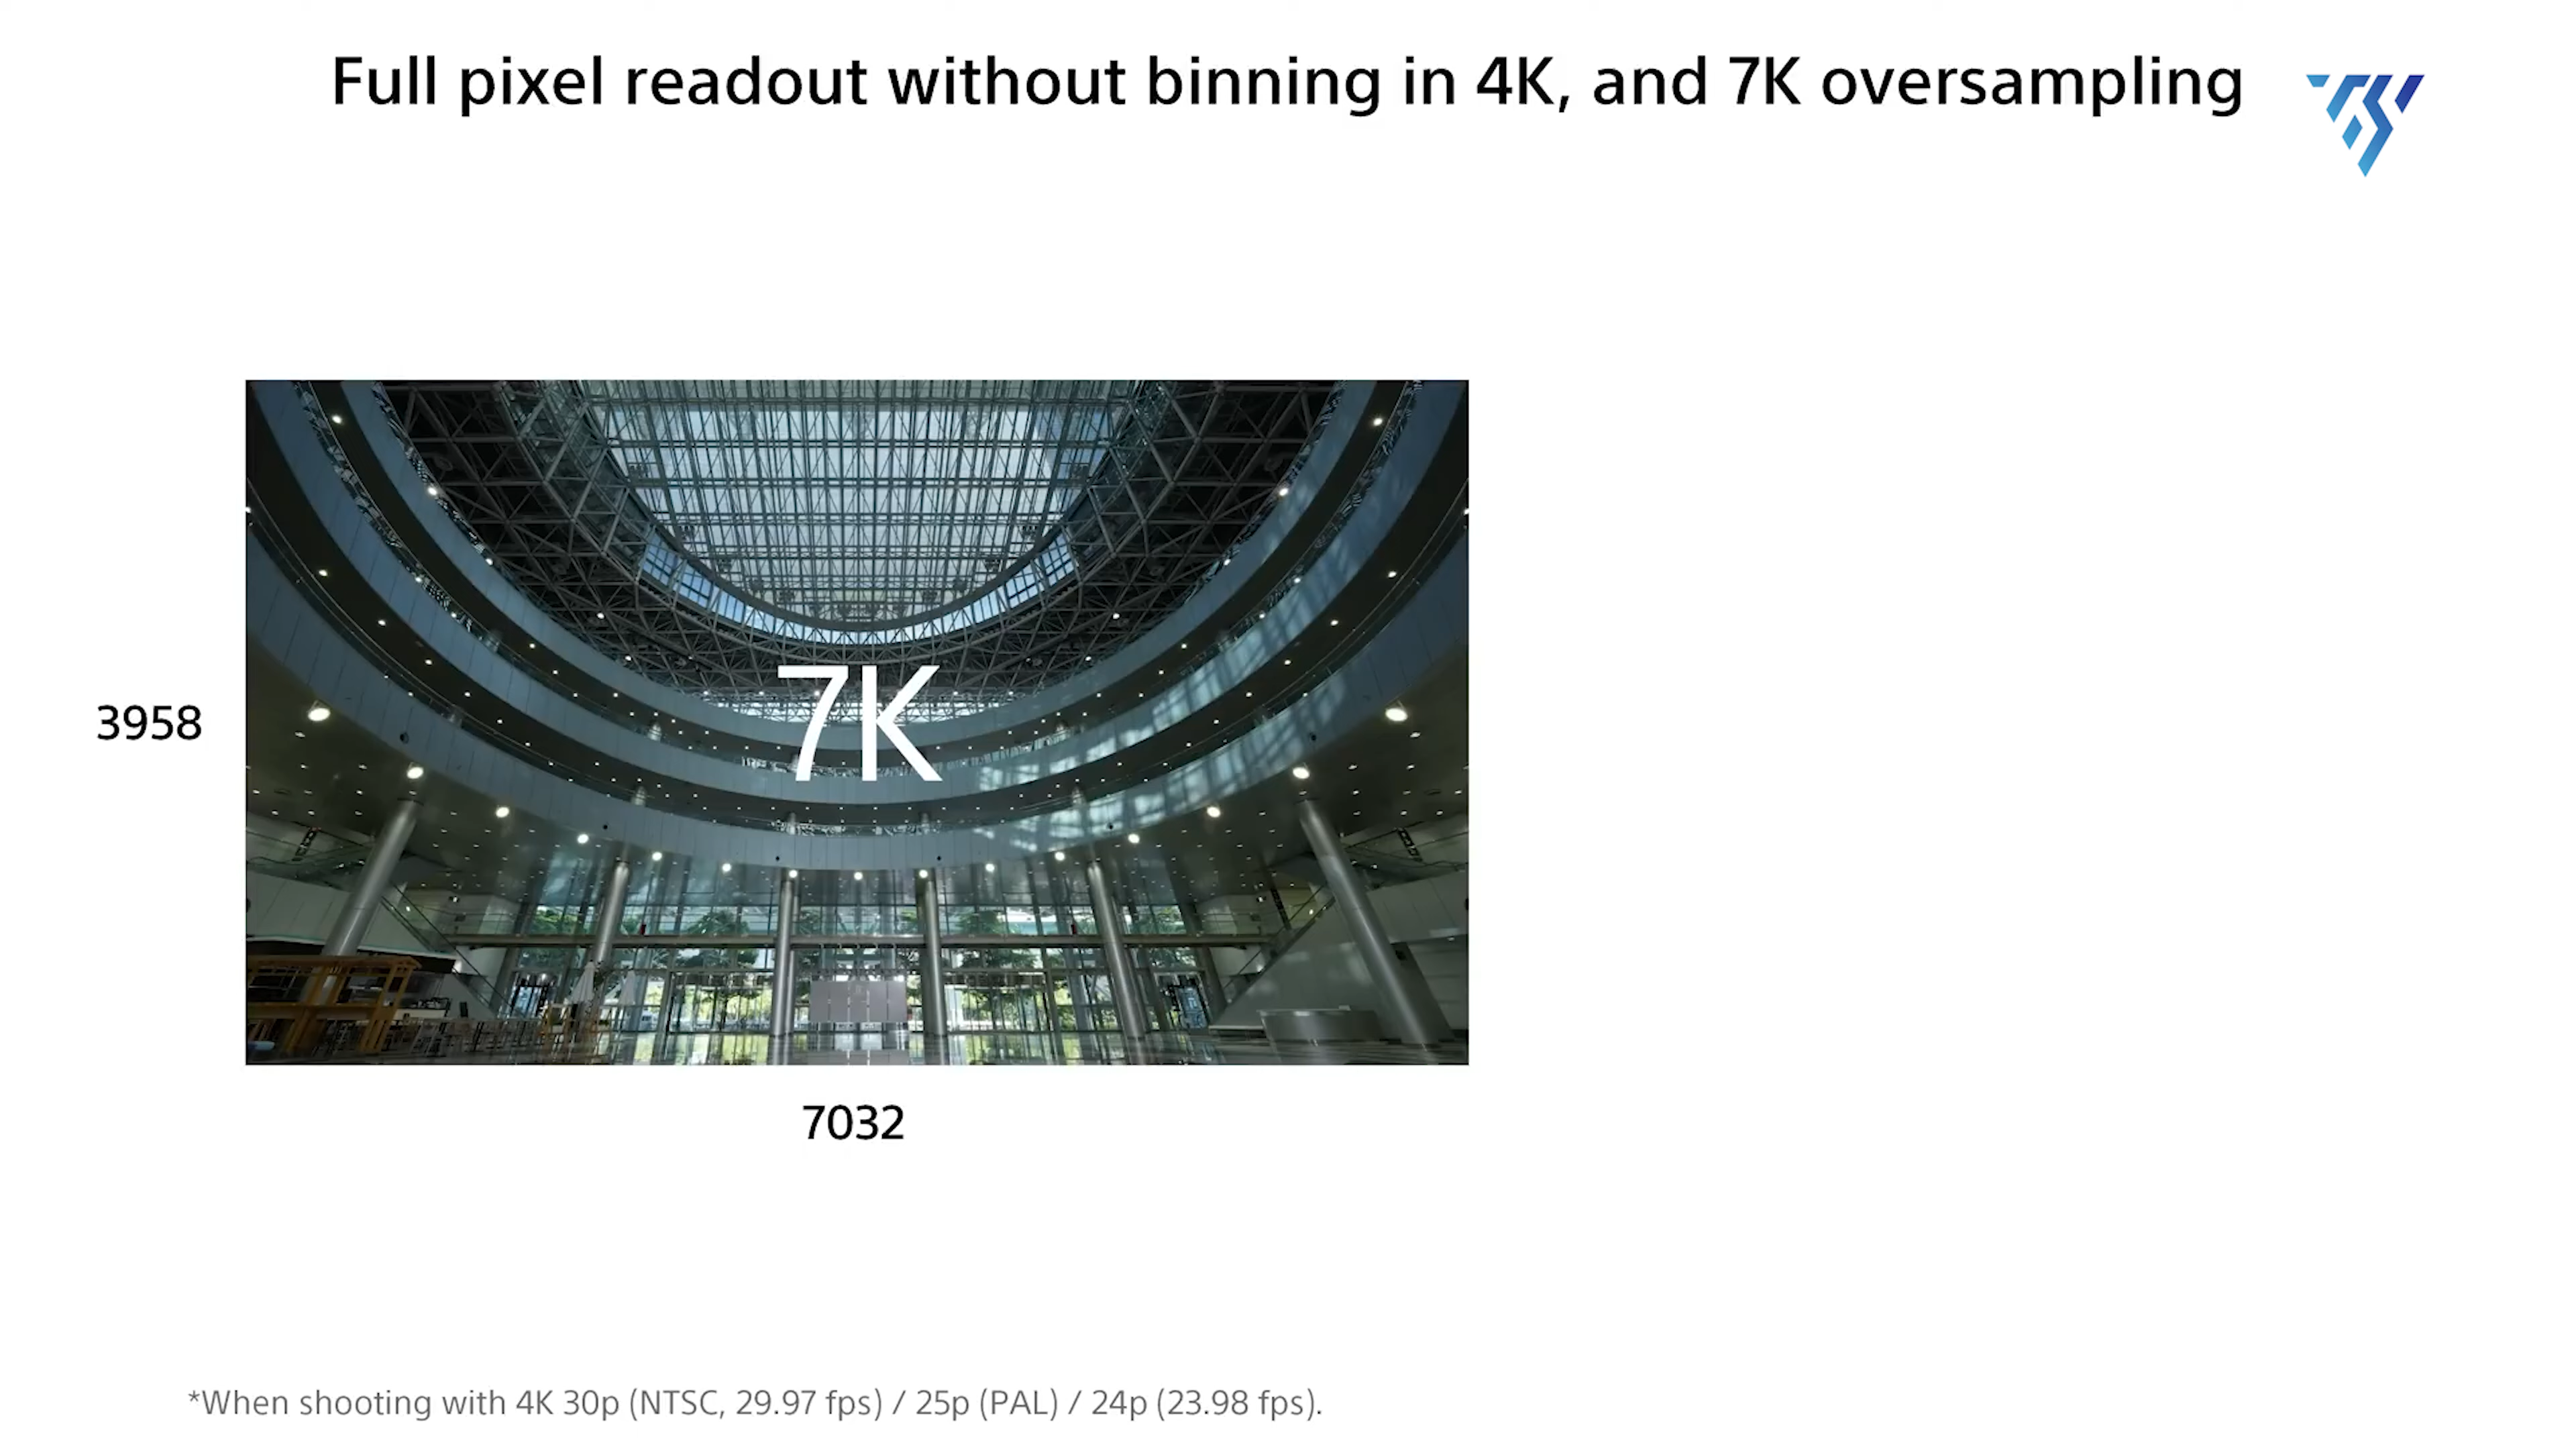 Full pixel readout without binning in 4K, and 7K oversampling
7K
3958
7032
*When shooting with 4K 30p (NTSC, 29.97 fps) / 25p (PAL) / 24p (23.98 fps).